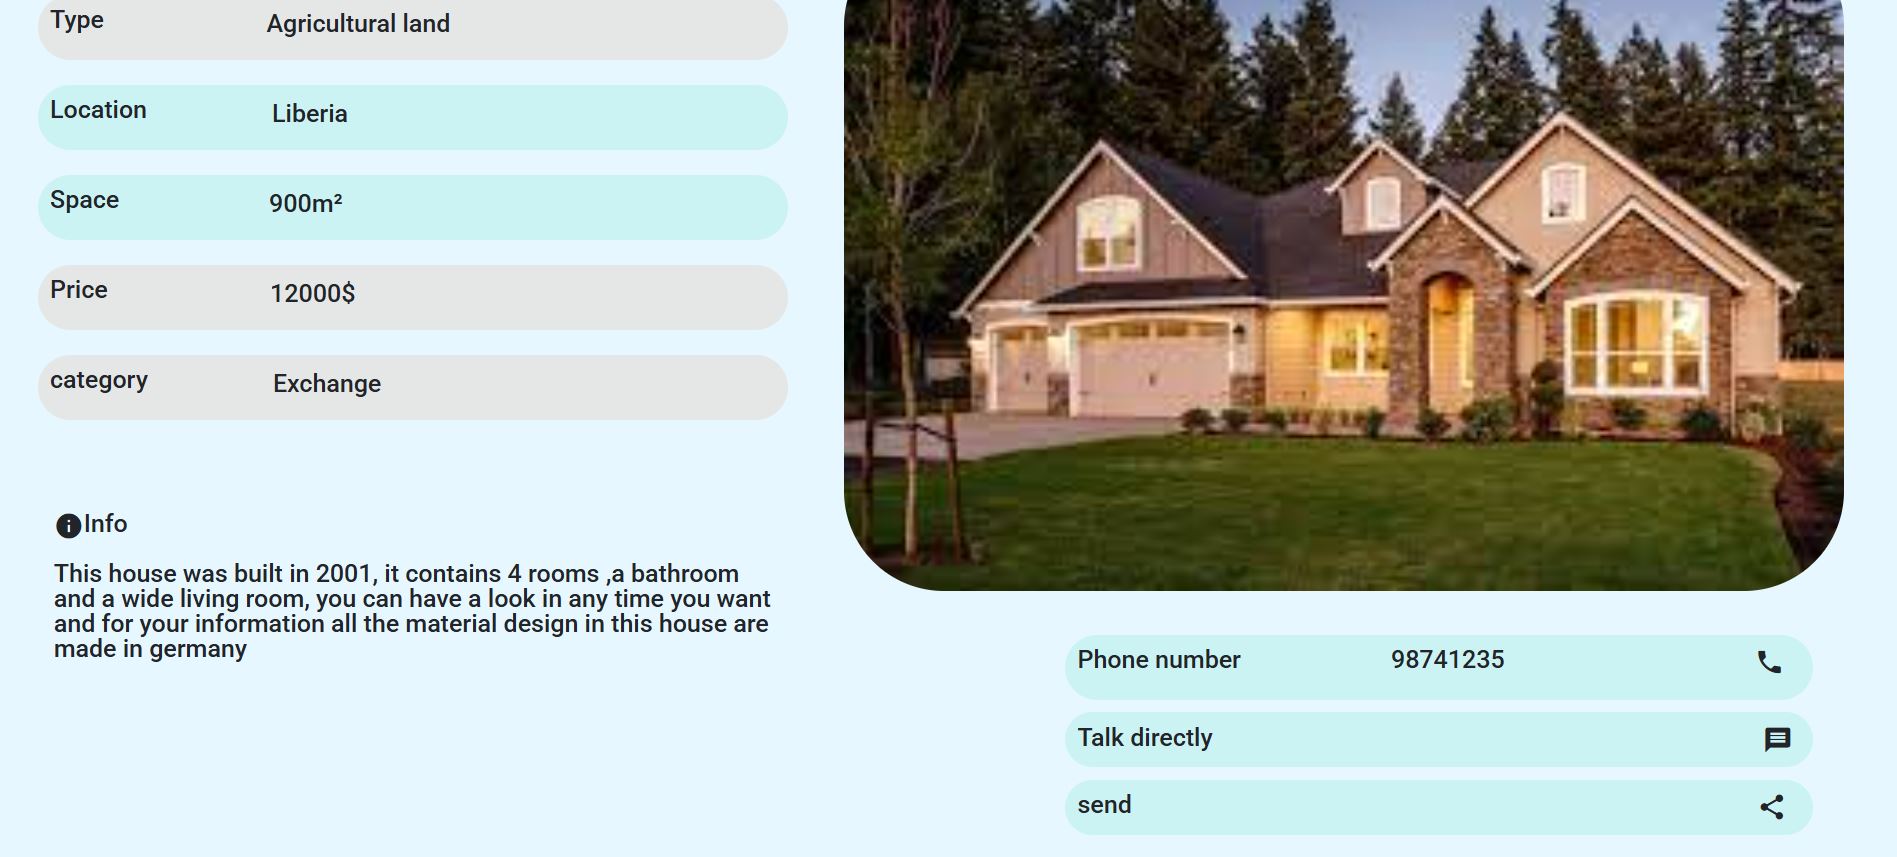 Type Agricultural land
Location Liberia
Space 900m²
Price 12000$
category Exchange
Info
This house was built in 2001, it contains 4 rooms ,a bathroom
and a wide living room, you can have a look in any time you want
and for your information all the material design in this house are
made in germany
Phone number 98741235
Talk directly
send